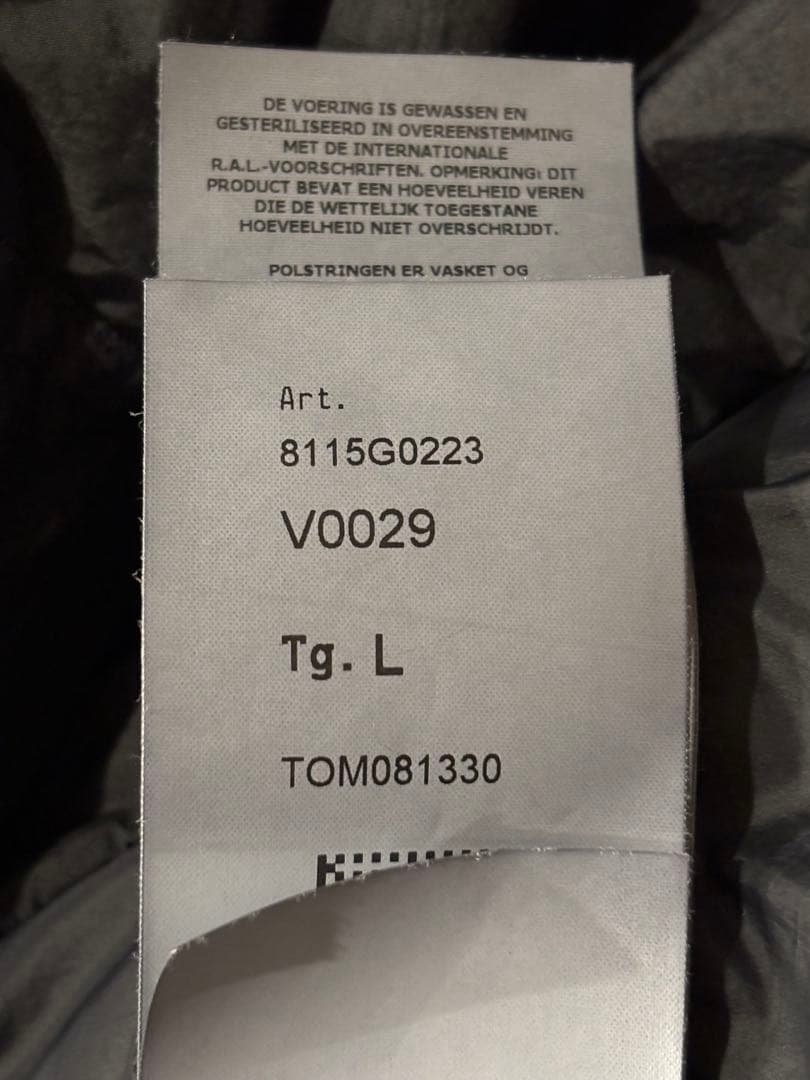 DE VOERING IS GEWASSEN EN
GESTERILISEERD IN OVEREENSTEMMING
MET DE INTERNATIONALE
R.A.L.-VOORSCHRIFTEN. OPMERKING: DIT
PRODUCT BEVAT EEN HOEVEELHEID VEREN
DIE DE WETTELIJK TOEGESTANE
HOEVEELHEID NIET OVERSCHRIJDT.
POLSTRINGEN ER VASKET OG
Art.
8115G0223
V0029
Tg. L
TOM081330